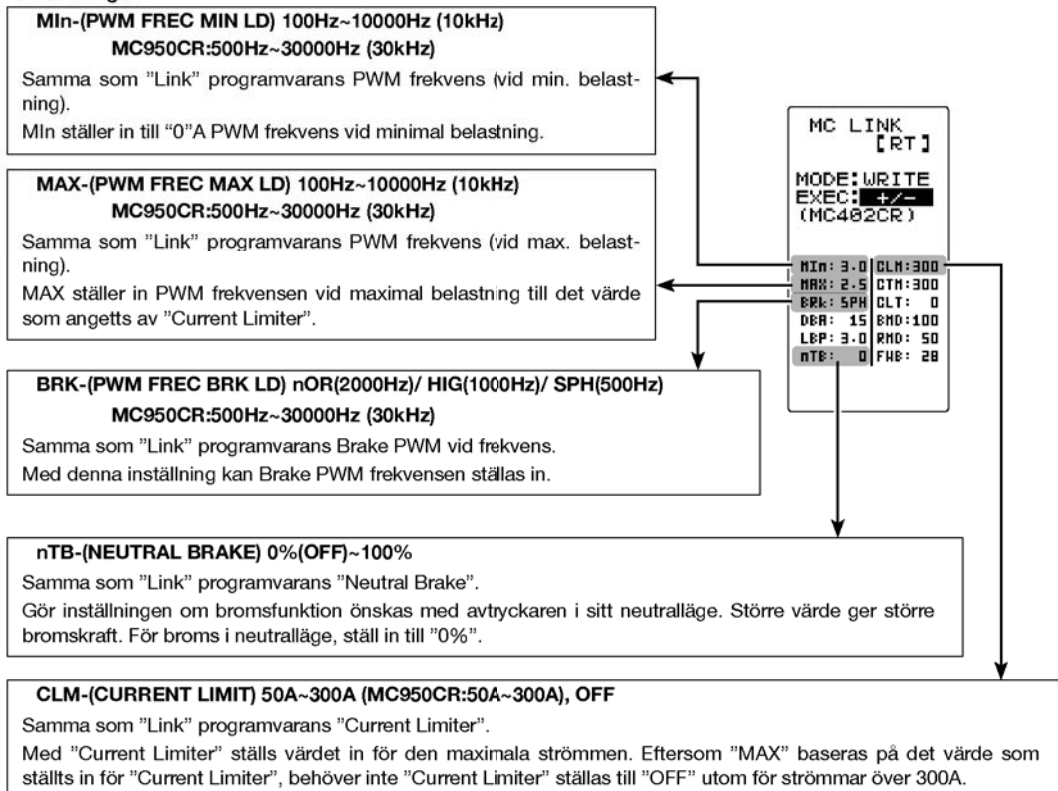 MIn-(PWM FREC MIN LD) 100Hz~10000Hz (10kHz)
MC950CR:500Hz~30000Hz (30kHz)
Samma som ”Link” programvarans PWM frekvens (vid min. belast-
ning).
MIn ställer in till “0”A PWM frekvens vid minimal belastning.
MAX-(PWM FREC MAX LD) 100Hz~10000Hz (10kHz)
MC950CR:500Hz~30000Hz (30kHz)
Samma som ”Link” programvarans PWM frekvens (vid max. belast-
ning).
MAX ställer in PWM frekvensen vid maximal belastning till det värde
som angetts av ”Current Limiter”.
BRK-(PWM FREC BRK LD) nOR(2000Hz)/ HIG(1000Hz)/ SPH(500Hz)
MC950CR:500Hz~30000Hz (30kHz)
Samma som ”Link” programvarans Brake PWM vid frekvens.
Med denna inställning kan Brake PWM frekvensen ställas in.
MC LINK
[RT]
MODE:WRITE
EXEC: +/-
(MC402CR)
MIn: 3.0 CLM:300
MAX: 2.5 CTM:300
BRk: SPH CLT: 0
DBA: 15 BMD:100
LBP: 3.0 RMD: 50
nTB: 0 FWB: 28
nTB-(NEUTRAL BRAKE) 0%(OFF)~100%
Samma som ”Link” programvarans ”Neutral Brake”.
Gör inställningen om bromsfunktion önskas med avtryckaren i sitt neutralläge. Större värde ger större
bromskraft. För broms i neutralläge, ställ in till ”0%”.
CLM-(CURRENT LIMIT) 50A~300A (MC950CR:50A~300A), OFF
Samma som ”Link” programvarans ”Current Limiter”.
Med ”Current Limiter” ställs värdet in för den maximala strömmen. Eftersom ”MAX” baseras på det värde som
ställts in för ”Current Limiter”, behöver inte ”Current Limiter” ställas till ”OFF” utom för strömmar över 300A.